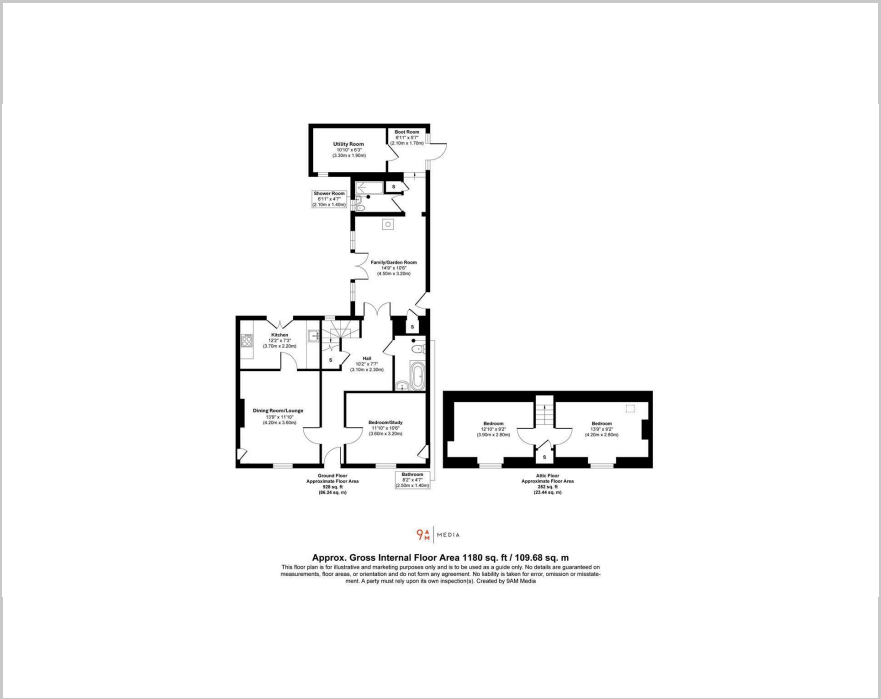 Boot Room
6'11" x 5'7"
(2.10m x 1.70m)
Utility Room
10'10" x 6'3"
(3.30m x 1.90m)
S
Shower Room
6'11" x 4'7"
(2.10m x 1.40m)
Family/Garden Room
14'9" x 10'6"
(4.50m x 3.20m)
S
Kitchen
12'2" x 7'3"
(3.70m x 2.20m)
S
Hall
10'2" x 7'7"
(3.10m x 2.30m)
Dining Room/Lounge
13'9" x 11'10"
(4.20m x 3.60m)
Bedroom/Study
11'10" x 10'6"
(3.60m x 3.20m)
Bathroom
8'2" x 4'7"
(2.50m x 1.40m)
Ground Floor
Approximate Floor Area
928 sq. ft
(86.24 sq. m)
Bedroom
12'10" x 9'2"
(3.90m x 2.80m)
Bedroom
13'9" x 9'2"
(4.20m x 2.80m)
S
Attic Floor
Approximate Floor Area
252 sq. ft
(23.44 sq. m)
9AM MEDIA
Approx. Gross Internal Floor Area 1180 sq. ft / 109.68 sq. m
This floor plan is for illustrative and marketing purposes only and is to be used as a guide only. No details are guaranteed on
measurements, floor areas, or orientation and do not form any agreement. No liability is taken for error, omission or misstate-
ment. A party must rely upon its own inspection(s). Created by 9AM Media